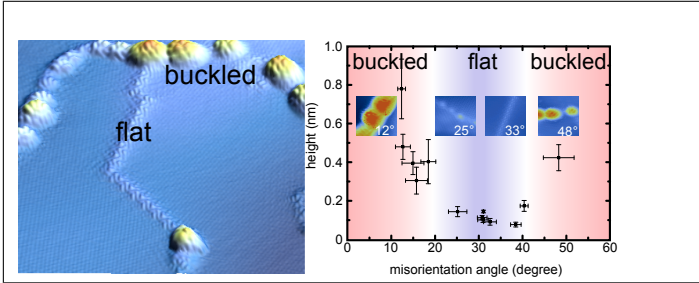 flat
buckled
buckled
flat
buckled
height (nm)
1.0
0.8
0.6
0.4
0.2
0
12°
25°
33°
48°
0 10 20 30 40 50 60
misorientation angle (degree)